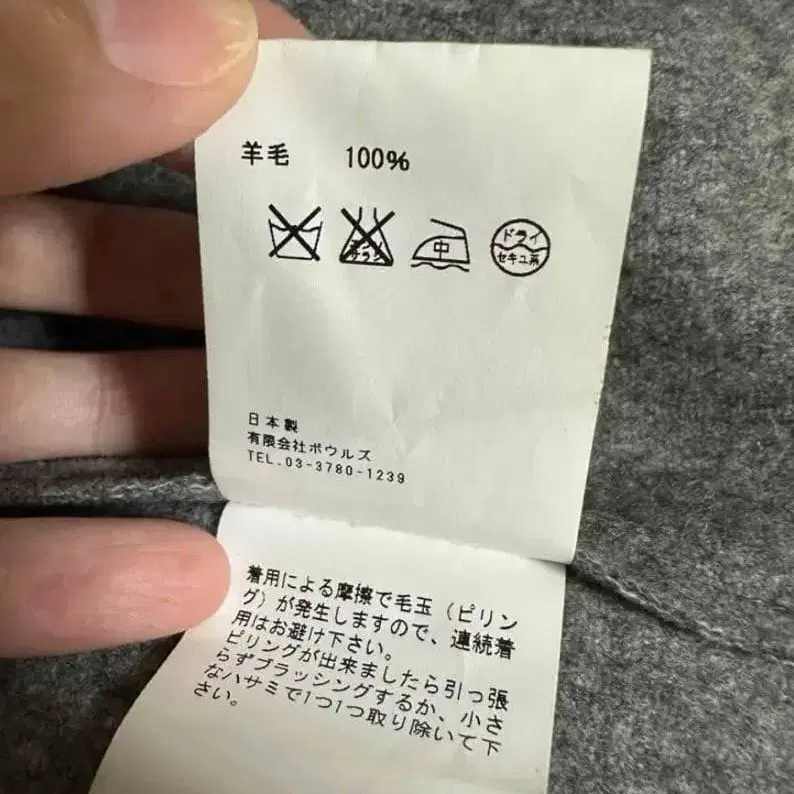 羊毛 100%
中 ドライ
セキユ系
日本製
有限会社ボウルズ
TEL.03-3780-1239
着用による摩擦で毛玉（ピリン
グ）が発生しますので、連続着
用はお避け下さい。
ピリングが出来ましたら引っ張
らずブラッシングするか、小さ
なハサミで1つ1つ取り除いて下
さい。